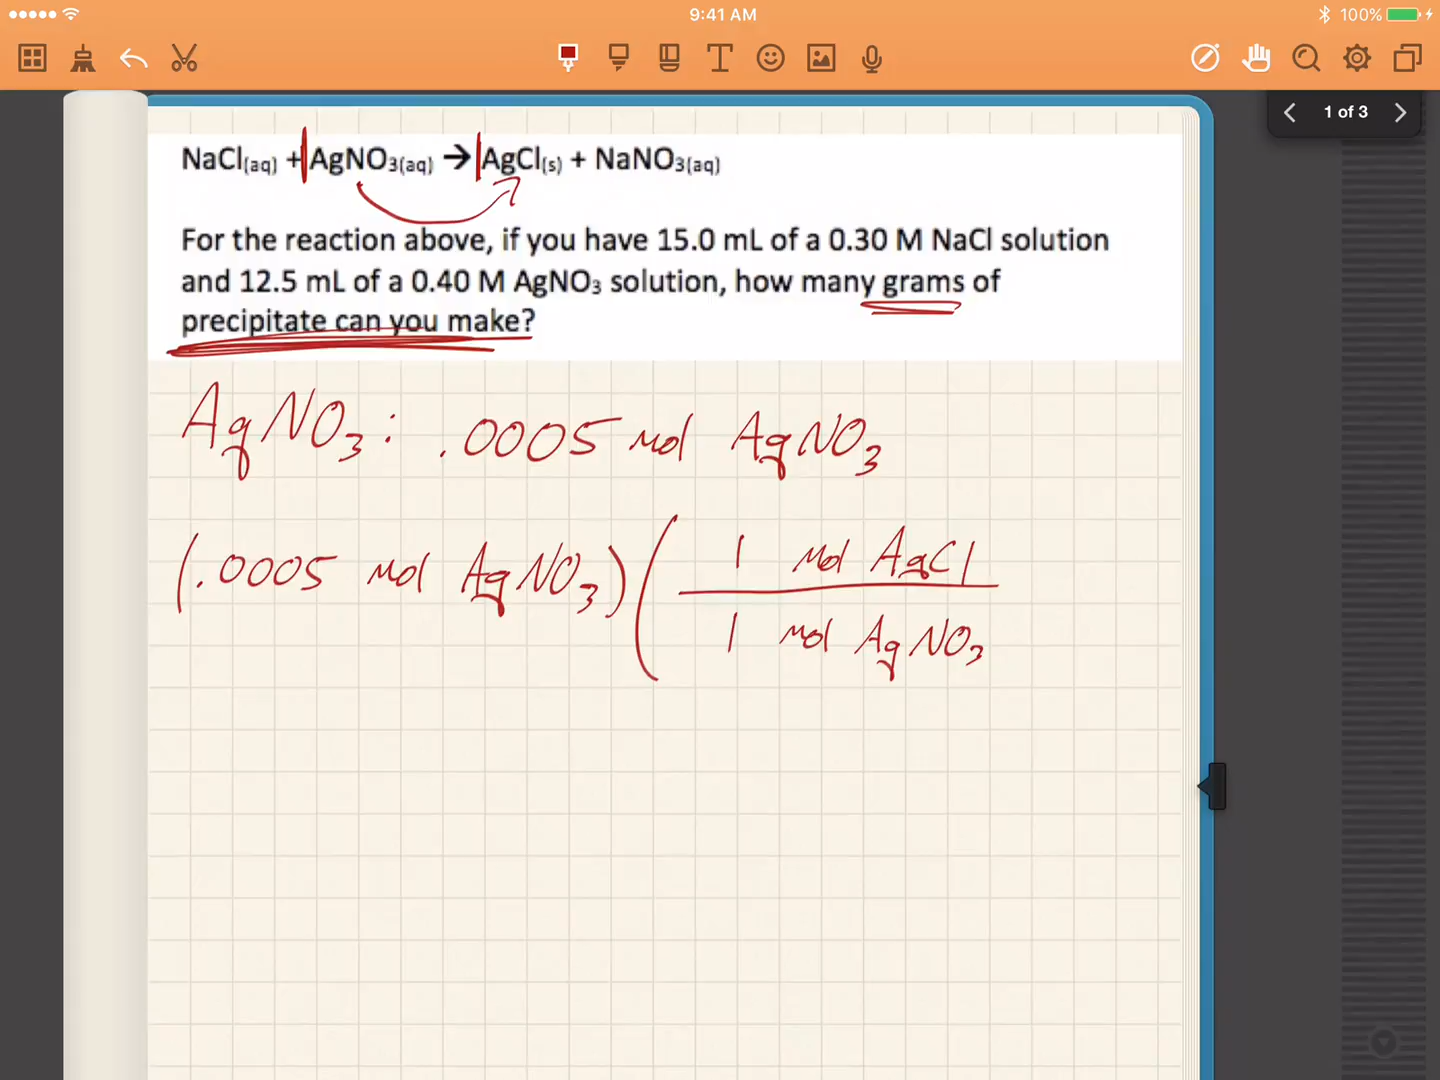 9:41 AM
100%
1 of 3
NaCl(aq) + AgNO3(aq) → AgCl(s) + NaNO3(aq)
For the reaction above, if you have 15.0 mL of a 0.30 M NaCl solution
and 12.5 mL of a 0.40 M AgNO3 solution, how many grams of
precipitate can you make?
AgNO3: .0005 mol AgNO3
(.0005 mol AgNO3)( 1 mol AgCl
1 mol AgNO3